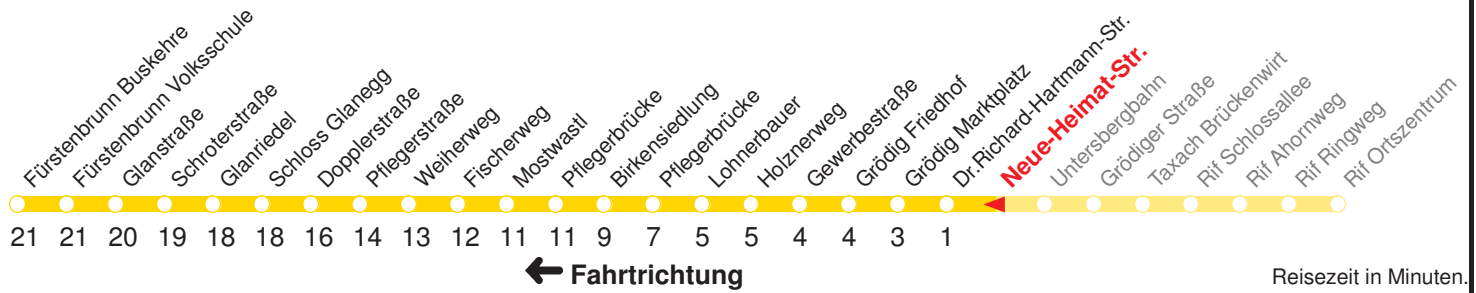 Fürstenbrunn Buskehre
Fürstenbrunn Volksschule
Glanstraße
Schroterstraße
Glanriedel
Schloss Glanegg
Dopplerstraße
Pflegerstraße
Weiherweg
Fischerweg
Mostwastl
Pflegerbrücke
Birkensiedlung
Pflegerbrücke
Lohnerbauer
Holznerweg
Gewerbestraße
Grödig Friedhof
Grödig Marktplatz
Dr.Richard-Hartmann-Str.
Neue-Heimat-Str.
Untersbergbahn
Grödiger Straße
Taxach Brückenwirt
Rif Schlossallee
Rif Ahornweg
Rif Ringweg
Rif Ortszentrum
21 21 20 19 18 18 16 14 13 12 11 11 9 7 5 5 4 4 3 1
Fahrtrichtung
Reisezeit in Minuten.